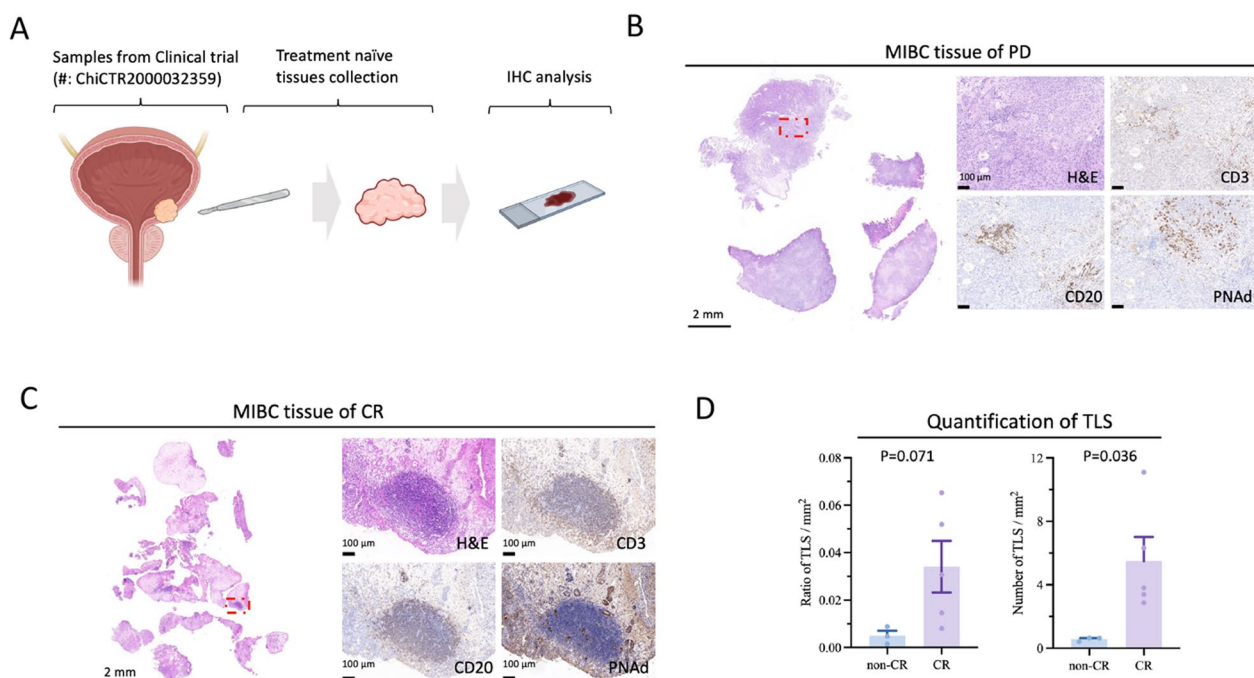 A
Samples from Clinical trial
(#: ChiCTR2000032359)
Treatment naïve
tissues collection
IHC analysis
B
MIBC tissue of PD
H&E
100 μm
CD3
CD20
PNAd
2 mm
C
MIBC tissue of CR
H&E
100 μm
CD3
100 μm
CD20
100 μm
PNAd
100 μm
2 mm
D
Quantification of TLS
P=0.071
Ratio of TLS / mm²
0.08
0.06
0.04
0.02
0.00
non-CR
CR
P=0.036
Number of TLS / mm²
12
8
4
0
non-CR
CR